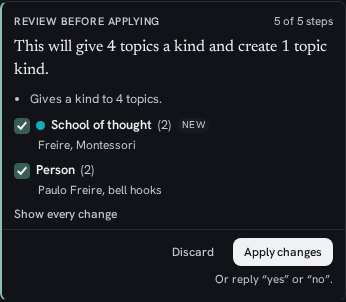 REVIEW BEFORE APPLYING 5 of 5 steps
This will give 4 topics a kind and create 1 topic
kind.
• Gives a kind to 4 topics.
School of thought (2) NEW
Freire, Montessori
Person (2)
Paulo Freire, bell hooks
Show every change
Discard Apply changes
Or reply “yes” or “no”.